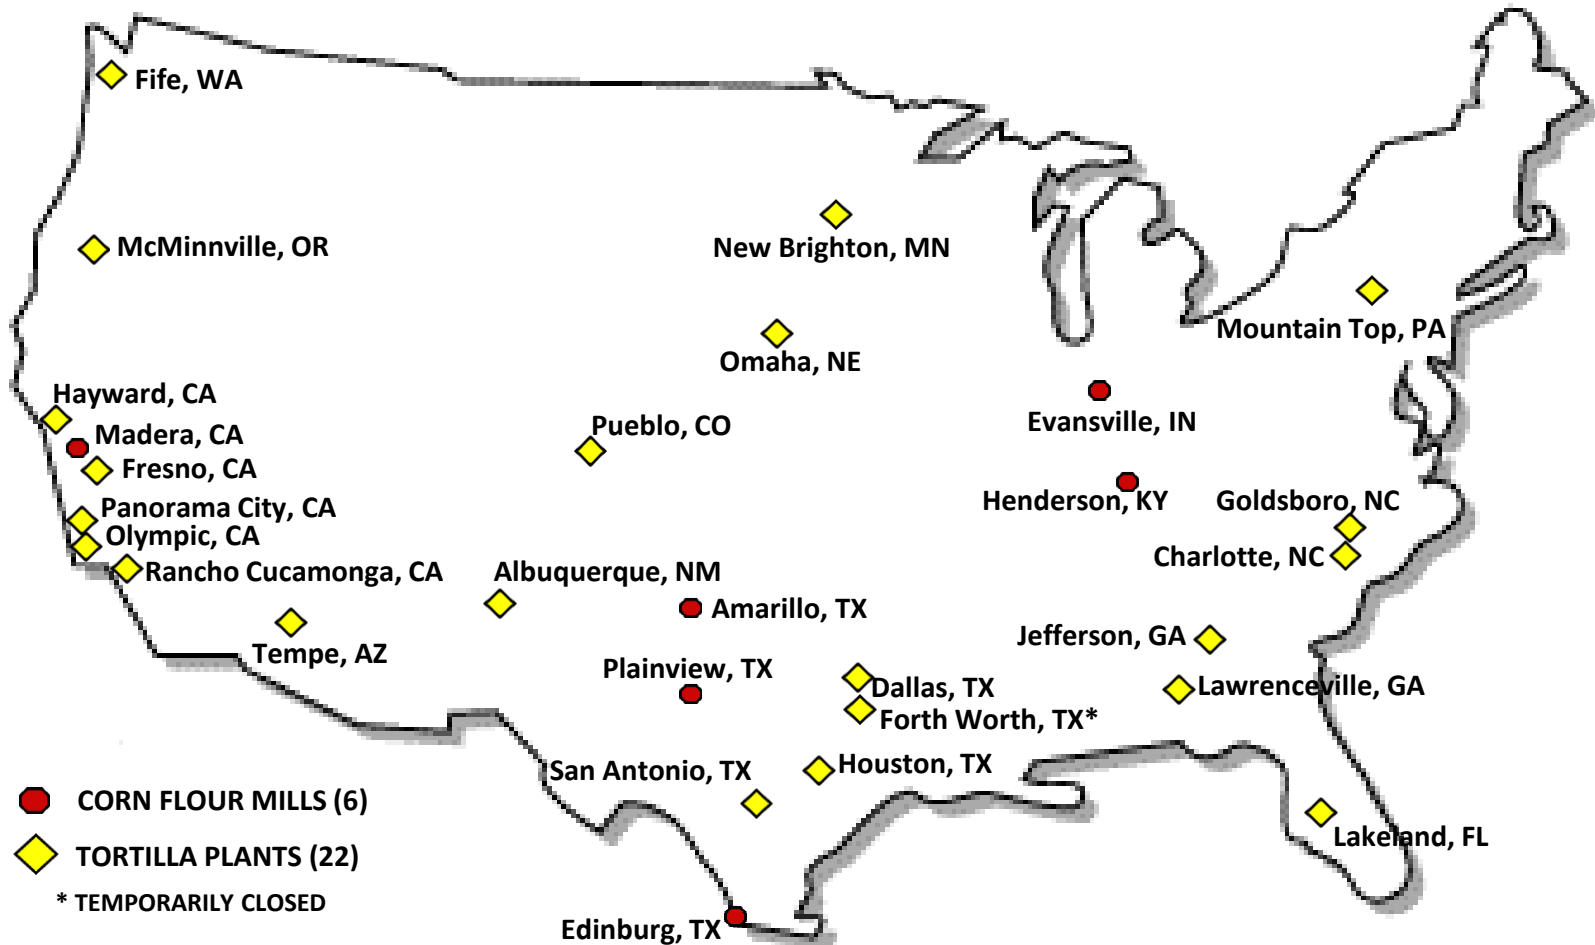 Fife, WA
McMinnville, OR
New Brighton, MN
Mountain Top, PA
Omaha, NE
Hayward, CA
Evansville, IN
Pueblo, CO
Madera, CA
Fresno, CA
Henderson, KY
Goldsboro, NC
Panorama City, CA
Olympic, CA
Charlotte, NC
Rancho Cucamonga, CA
Albuquerque, NM
Amarillo, TX
Jefferson, GA
Tempe, AZ
Plainview, TX
Dallas, TX
Lawrenceville, GA
Forth Worth, TX*
San Antonio, TX
Houston, TX
CORN FLOUR MILLS (6)
Lakeland, FL
TORTILLA PLANTS (22)
* TEMPORARILY CLOSED
Edinburg, TX